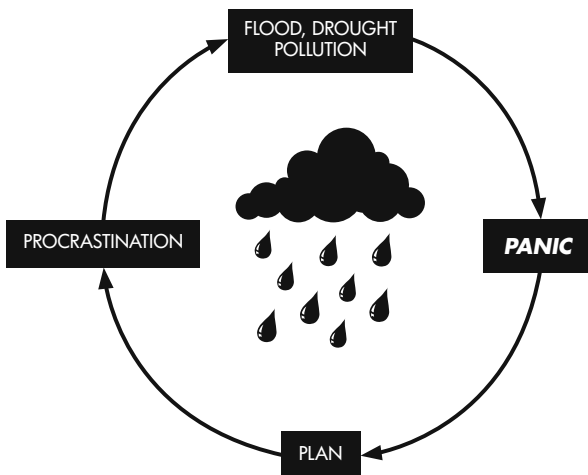 FLOOD, DROUGHT
POLLUTION
PANIC
PLAN
PROCRASTINATION